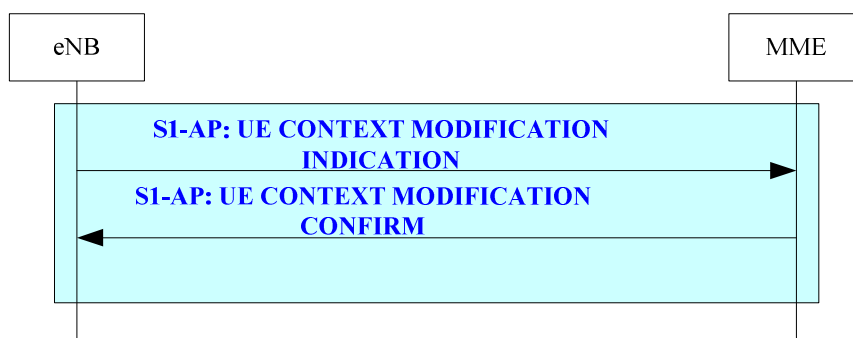 eNB
MME
S1-AP: UE CONTEXT MODIFICATION
INDICATION
S1-AP: UE CONTEXT MODIFICATION
CONFIRM